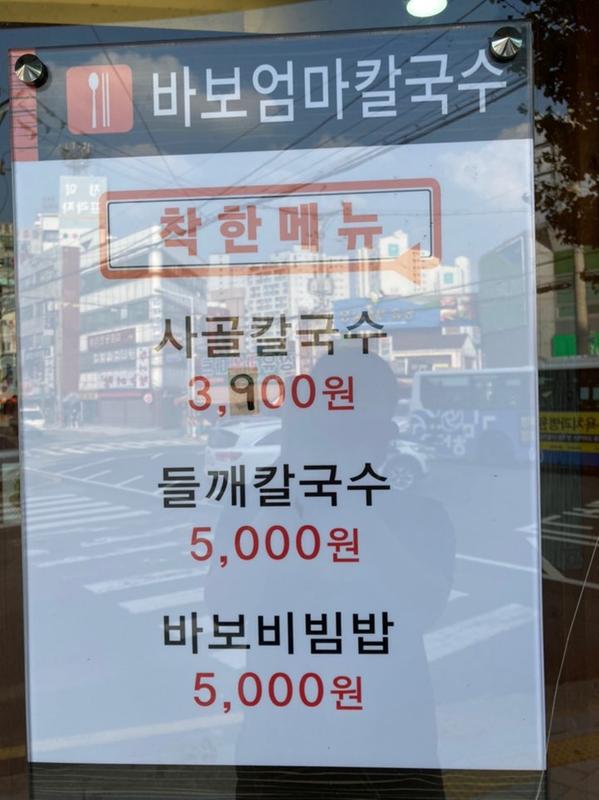 바보엄마칼국수
착한메뉴
사골칼국수
3,900원
들깨칼국수
5,000원
바보비빔밥
5,000원